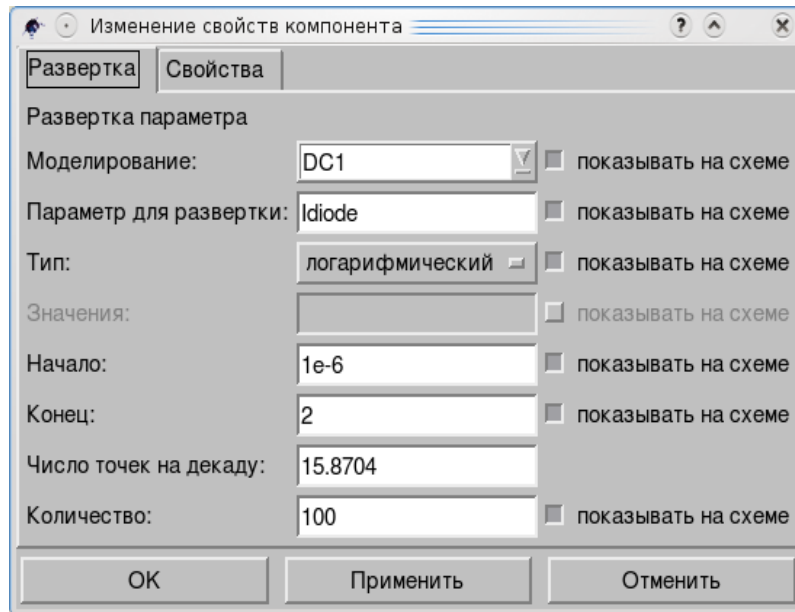 Изменение свойств компонента
Развертка Свойства
Развертка параметра
Моделирование: DC1 показывать на схеме
Параметр для развертки: Idiode показывать на схеме
Тип: логарифмический показывать на схеме
Значения: показывать на схеме
Начало: 1e-6 показывать на схеме
Конец: 2 показывать на схеме
Число точек на декаду: 15.8704
Количество: 100 показывать на схеме
OK Применить Отменить